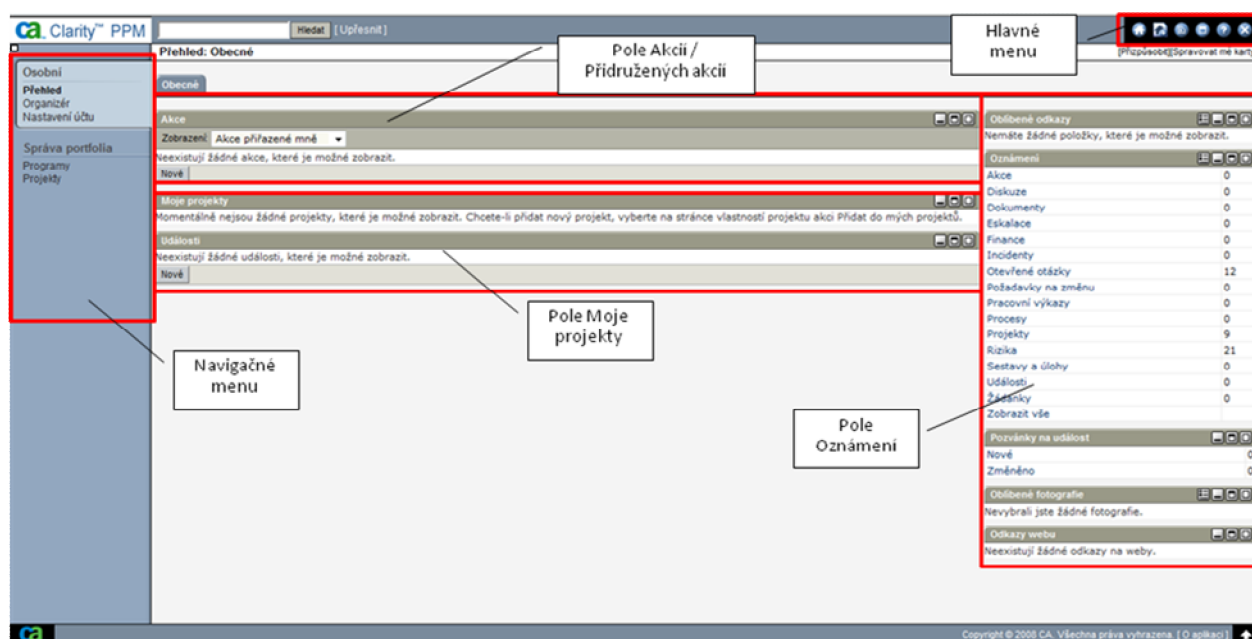 ca. Clarity™ PPM
Hledat [ Upřesnit ]
Hlavné
menu
Přehled: Obecné
[Přizpůsobit][Spravovat mé karty
Pole Akcií /
Přidružených akcií
Osobní
Přehled
Organizér
Nastavení účtu
Správa portfolia
Programy
Projekty
Obecné
Akce
Zobrazení: Akce přiřazené mně
Neexistují žádné akce, které je možné zobrazit.
Nové
Moje projekty
Momentálně nejsou žádné projekty, které je možné zobrazit. Chcete-li přidat nový projekt, vyberte na stránce vlastností projektu akci Přidat do mých projektů.
Události
Neexistují žádné události, které je možné zobrazit.
Nové
Pole Moje
projekty
Navigačné
menu
Pole
Oznámení
Oblíbené odkazy
Nemáte žádné položky, které je možné zobrazit.
Oznámení
Akce 0
Diskuze 0
Dokumenty 0
Eskalace 0
Finance 0
Incidenty 0
Otevřené otázky 12
Požadavky na změnu 0
Pracovní výkazy 0
Procesy 0
Projekty 9
Rizika 21
Sestavy a úlohy 0
Události 0
Žádanky 0
Zobrazit vše
Pozvánky na událost
Nové 0
Změněno 0
Oblíbené fotografie
Nevybrali jste žádné fotografie.
Odkazy webu
Neexistují žádné odkazy na weby.
ca
Copyright © 2008 CA. Všechna práva vyhrazena. [ O aplikaci ]